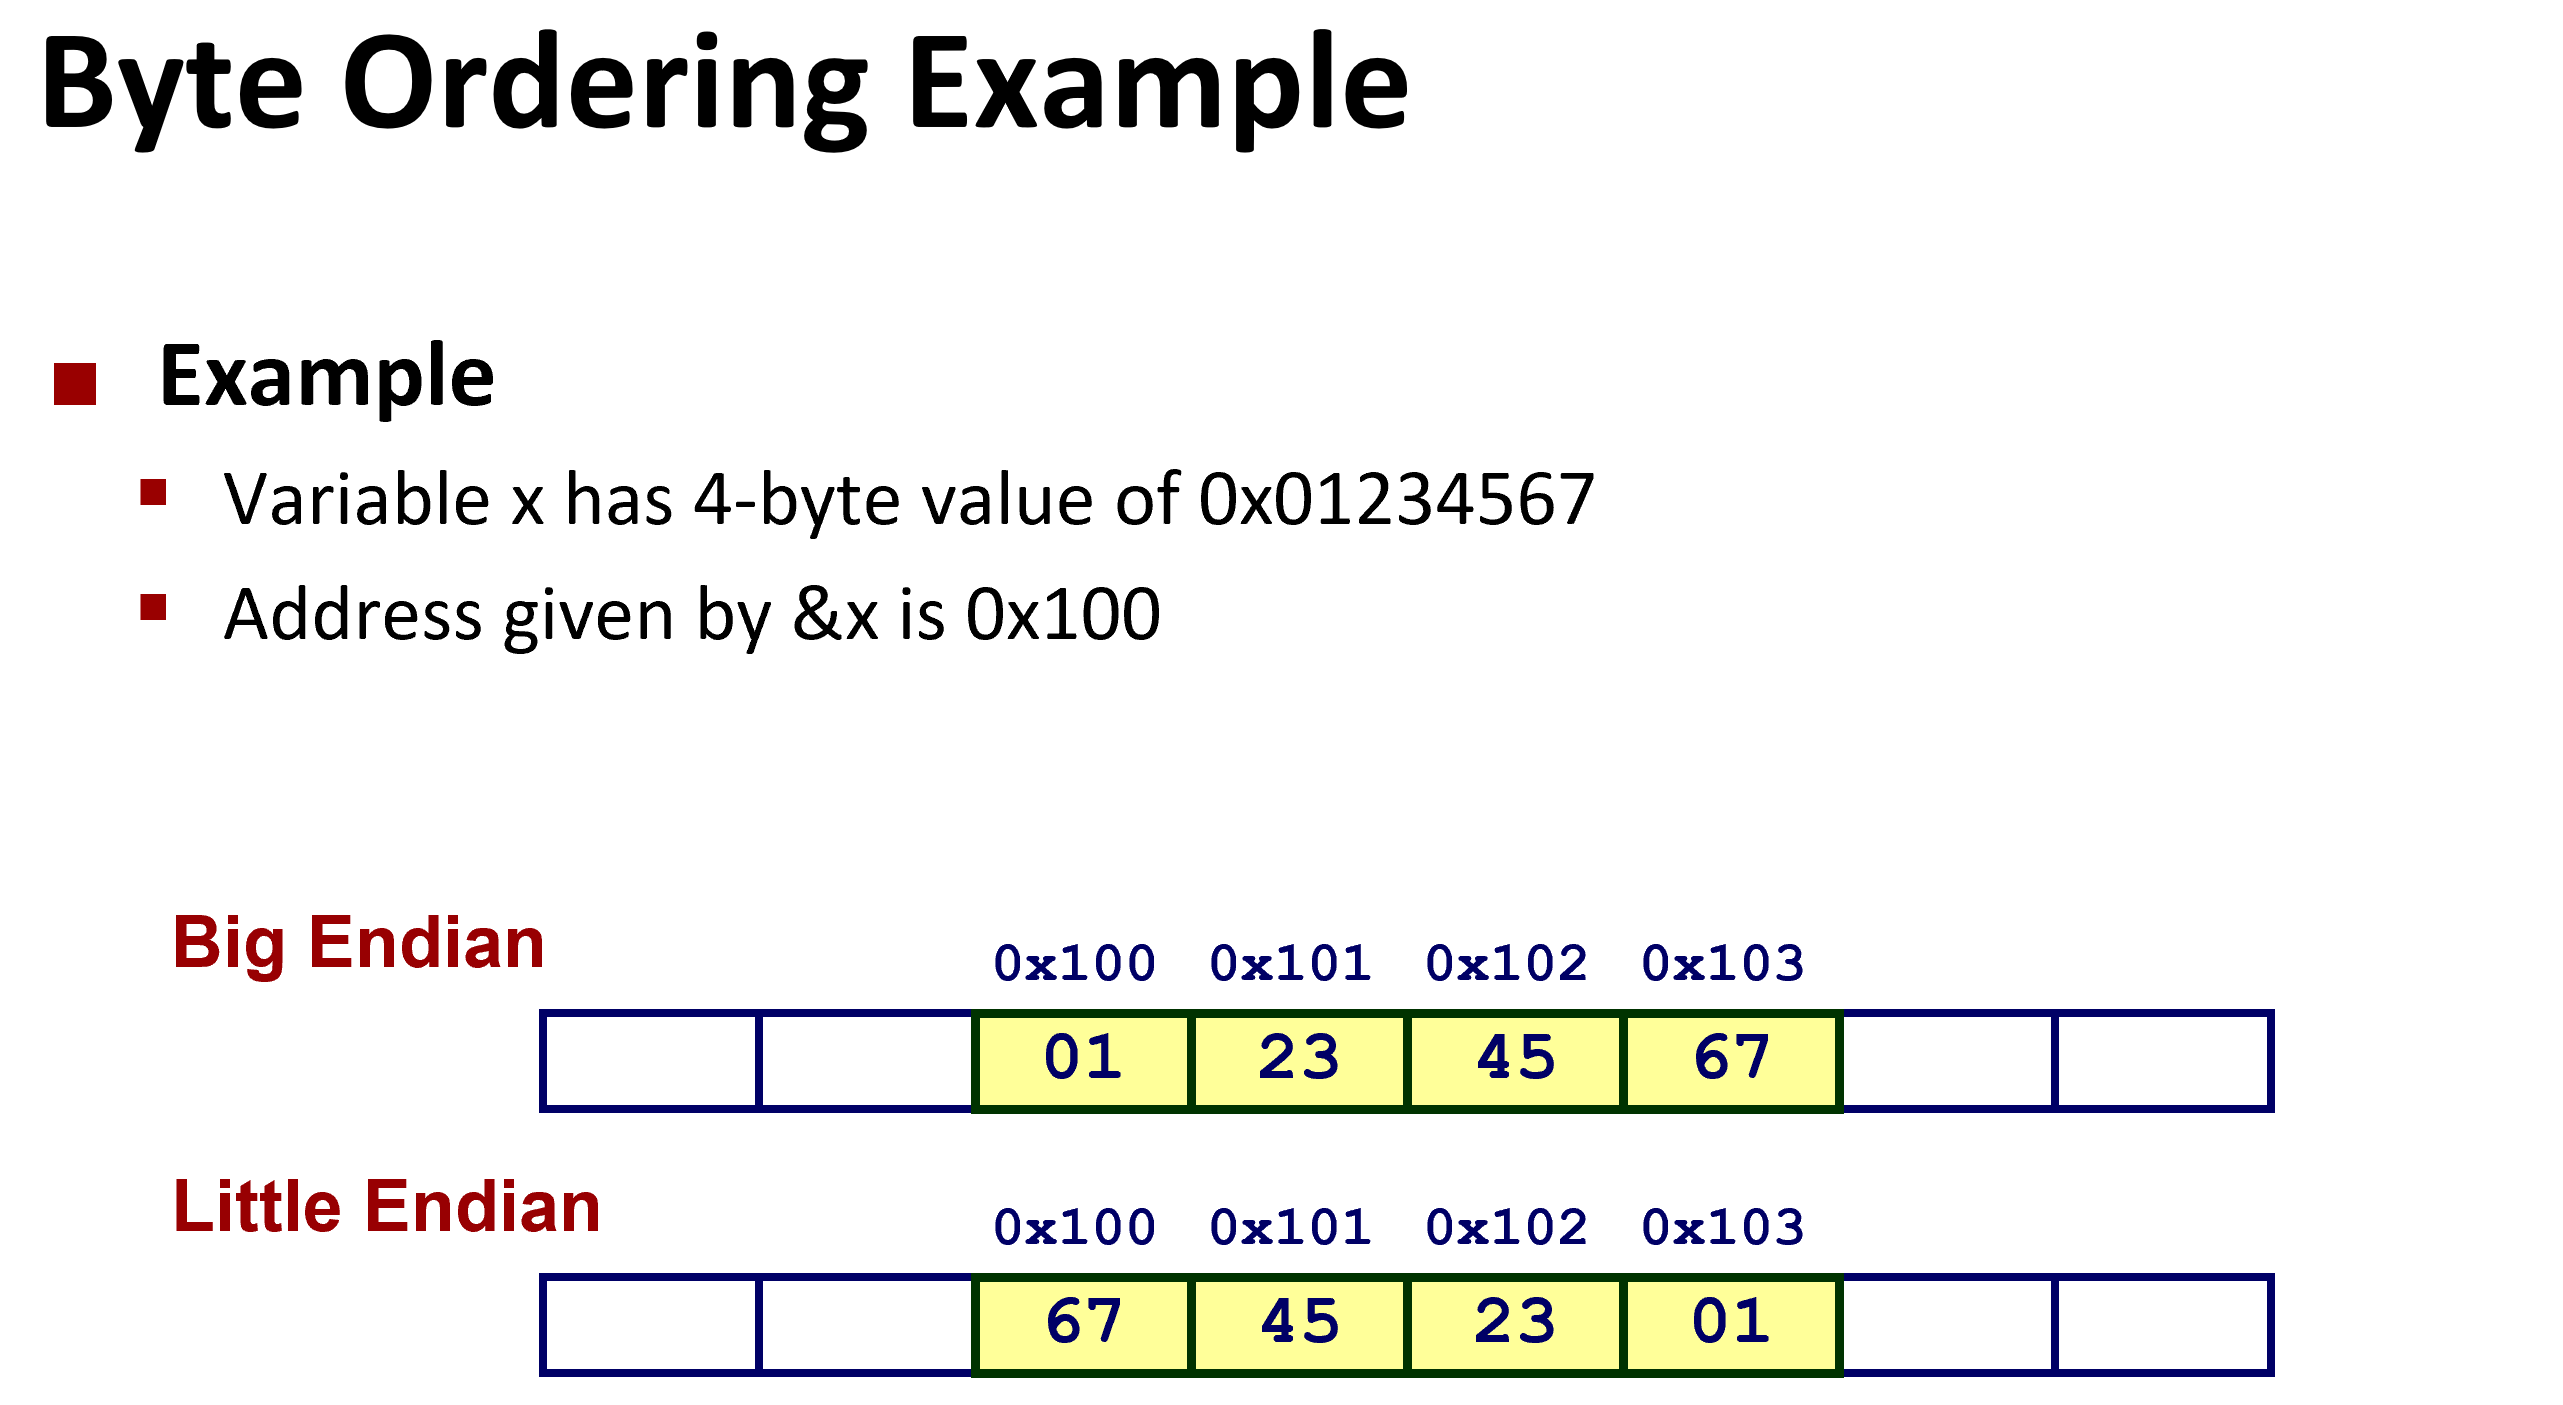 Byte Ordering Example
Example
Variable x has 4-byte value of 0x01234567
Address given by &x is 0x100
Big Endian
0x100 0x101 0x102 0x103
01 23 45 67
Little Endian
0x100 0x101 0x102 0x103
67 45 23 01